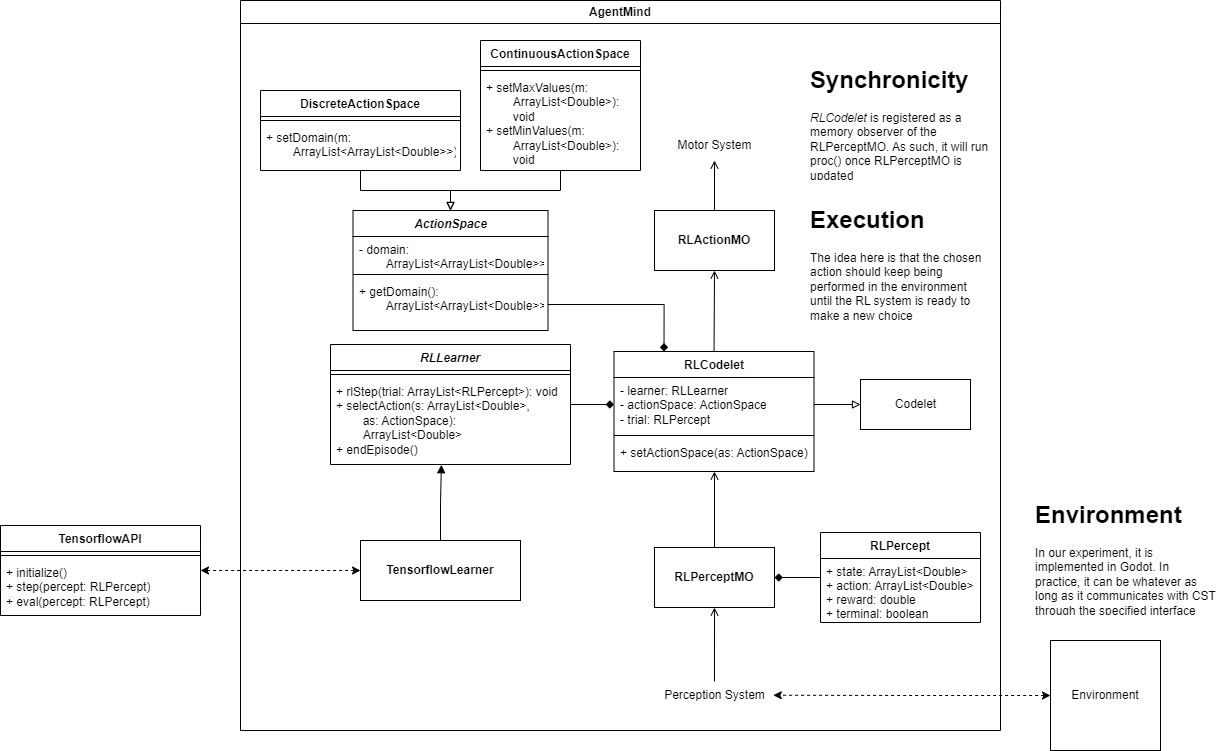 AgentMind
ContinuousActionSpace
+ setMaxValues(m:
ArrayList<Double>):
void
+ setMinValues(m:
ArrayList<Double>):
void
DiscreteActionSpace
+ setDomain(m:
ArrayList<ArrayList<Double>>)
Synchronicity
RLCodelet is registered as a
memory observer of the
RLPerceptMO. As such, it will run
proc() once RLPerceptMO is
updated
Motor System
ActionSpace
- domain:
ArrayList<ArrayList<Double>>
+ getDomain():
ArrayList<ArrayList<Double>>
RLActionMO
Execution
The idea here is that the chosen
action should keep being
performed in the environment
until the RL system is ready to
make a new choice
RLLearner
+ rlStep(trial: ArrayList<RLPercept>): void
+ selectAction(s: ArrayList<Double>,
as: ActionSpace):
ArrayList<Double>
+ endEpisode()
RLCodelet
- learner: RLLearner
- actionSpace: ActionSpace
- trial: RLPercept
+ setActionSpace(as: ActionSpace)
Codelet
TensorflowAPI
+ initialize()
+ step(percept: RLPercept)
+ eval(percept: RLPercept)
TensorflowLearner
RLPerceptMO
RLPercept
+ state: ArrayList<Double>
+ action: ArrayList<Double>
+ reward: double
+ terminal: boolean
Environment
In our experiment, it is
implemented in Godot. In
practice, it can be whatever as
long as it communicates with CST
through the specified interface
Perception System
Environment